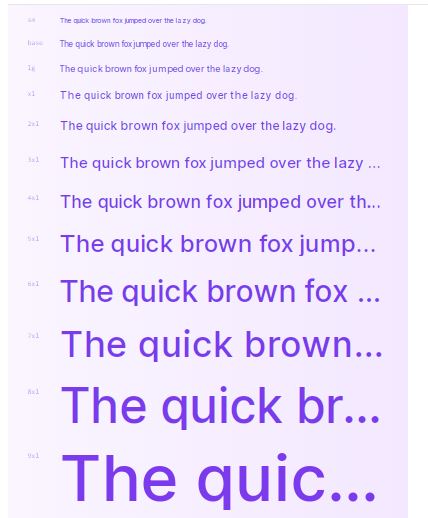 sm The quick brown fox jumped over the lazy dog.
base The quick brown fox jumped over the lazy dog.
lg The quick brown fox jumped over the lazy dog.
xl The quick brown fox jumped over the lazy dog.
2xl The quick brown fox jumped over the lazy dog.
3xl The quick brown fox jumped over the lazy ...
4xl The quick brown fox jumped over th...
5xl The quick brown fox jump...
6xl The quick brown fox ...
7xl The quick brown...
8xl The quick br...
9xl The quic...